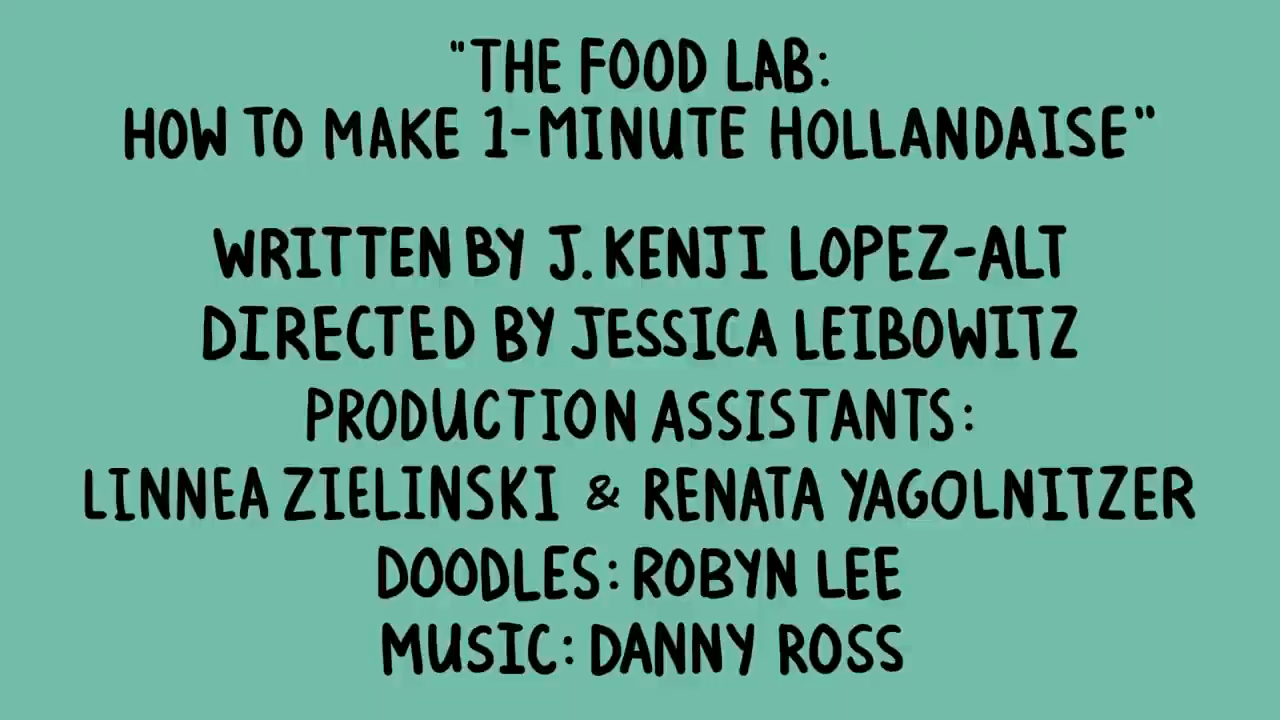 "THE FOOD LAB:
HOW TO MAKE 1-MINUTE HOLLANDAISE"
WRITTEN BY J. KENJI LOPEZ-ALT
DIRECTED BY JESSICA LEIBOWITZ
PRODUCTION ASSISTANTS:
LINNEA ZIELINSKI & RENATA YAGOLNITZER
DOODLES: ROBYN LEE
MUSIC: DANNY ROSS